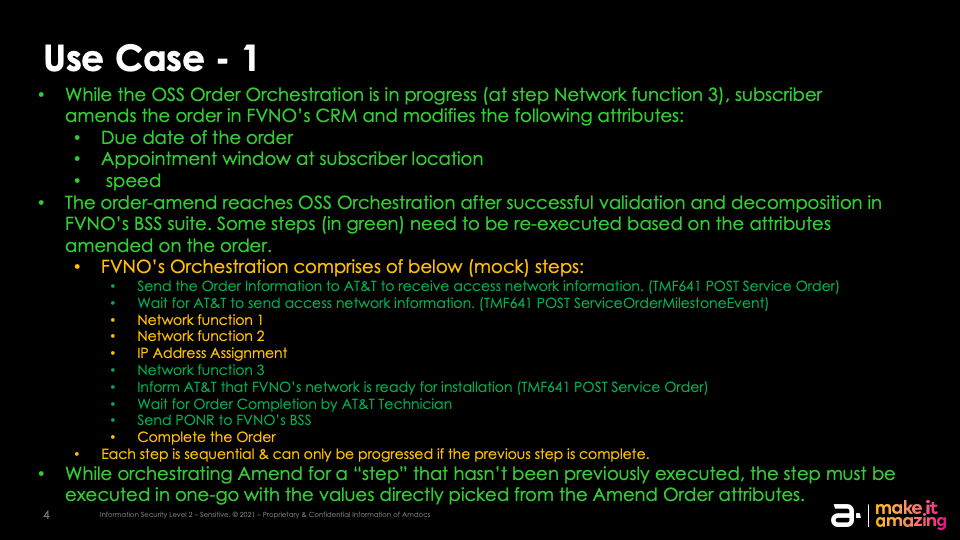 Use Case - 1
• While the OSS Order Orchestration is in progress (at step Network function 3), subscriber
amends the order in FVNO's CRM and modifies the following attributes:
• Due date of the order
• Appointment window at subscriber location
• speed
• The order-amend reaches OSS Orchestration after successful validation and decomposition in
FVNO's BSS suite. Some steps (in green) need to be re-executed based on the attributes
amended on the order.
• FVNO's Orchestration comprises of below (mock) steps:
• Send the Order Information to AT&T to receive access network information. (TMF641 POST Service Order)
• Wait for AT&T to send access network information. (TMF641 POST ServiceOrderMilestoneEvent)
• Network function 1
• Network function 2
• IP Address Assignment
• Network function 3
• Inform AT&T that FVNO's network is ready for installation (TMF641 POST Service Order)
• Wait for Order Completion by AT&T Technician
• Send PONR to FVNO's BSS
• Complete the Order
• Each step is sequential & can only be progressed if the previous step is complete.
• While orchestrating Amend for a “step” that hasn't been previously executed, the step must be
executed in one-go with the values directly picked from the Amend Order attributes.
4 Information Security Level 2 – Sensitive. © 2021 – Proprietary & Confidential Information of Amdocs
a
make it
amazing